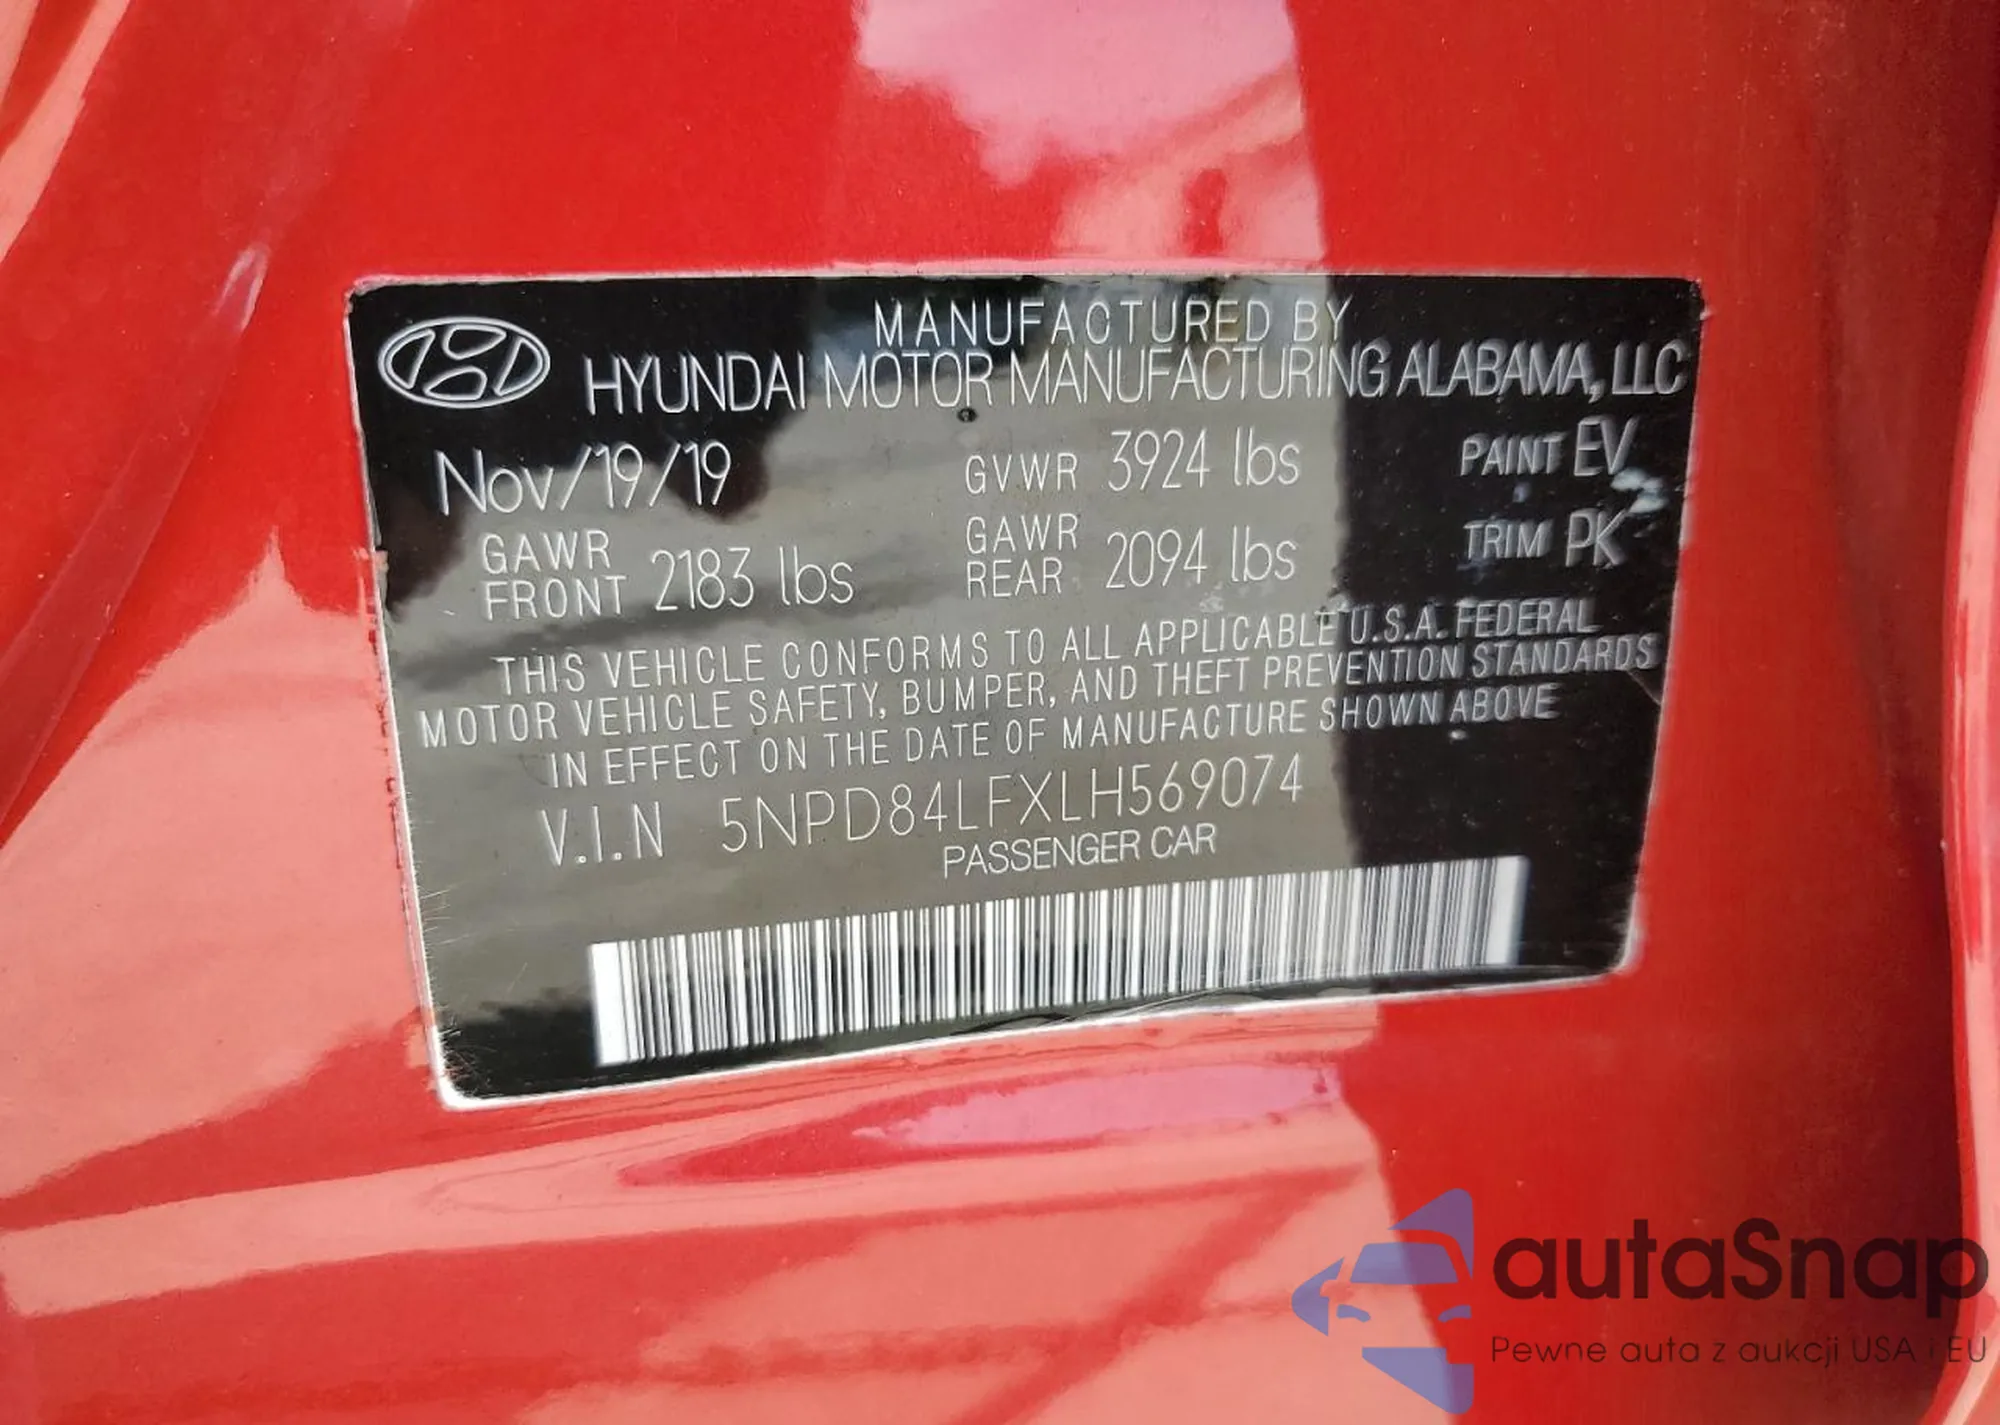 MANUFACTURED BY
HYUNDAI MOTOR MANUFACTURING ALABAMA, LLC
Nov/19/19 GVWR 3924 lbs PAINT EV
GAWR FRONT 2183 lbs GAWR REAR 2094 lbs TRIM PK
THIS VEHICLE CONFORMS TO ALL APPLICABLE U.S.A. FEDERAL
MOTOR VEHICLE SAFETY, BUMPER, AND THEFT PREVENTION STANDARDS
IN EFFECT ON THE DATE OF MANUFACTURE SHOWN ABOVE
V.I.N 5NPD84LFXLH569074
PASSENGER CAR
autaSnap
Pewne auta z aukcji USA i EU